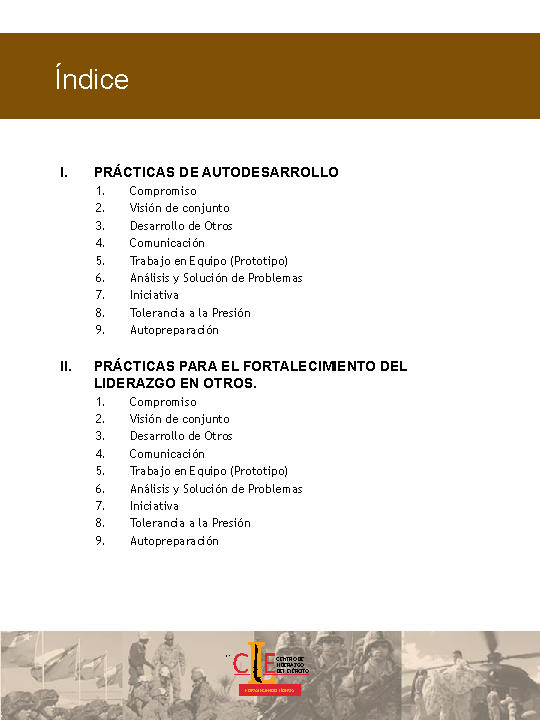 Índice
I. PRÁCTICAS DE AUTODESARROLLO
1. Compromiso
2. Visión de conjunto
3. Desarrollo de Otros
4. Comunicación
5. Trabajo en Equipo (Prototipo)
6. Análisis y Solución de Problemas
7. Iniciativa
8. Tolerancia a la Presión
9. Autopreparación
II. PRÁCTICAS PARA EL FORTALECIMIENTO DEL
LIDERAZGO EN OTROS.
1. Compromiso
2. Visión de conjunto
3. Desarrollo de Otros
4. Comunicación
5. Trabajo en Equipo (Prototipo)
6. Análisis y Solución de Problemas
7. Iniciativa
8. Tolerancia a la Presión
9. Autopreparación
CLE
CENTRO DE
LIDERAZGO
DEL EJÉRCITO